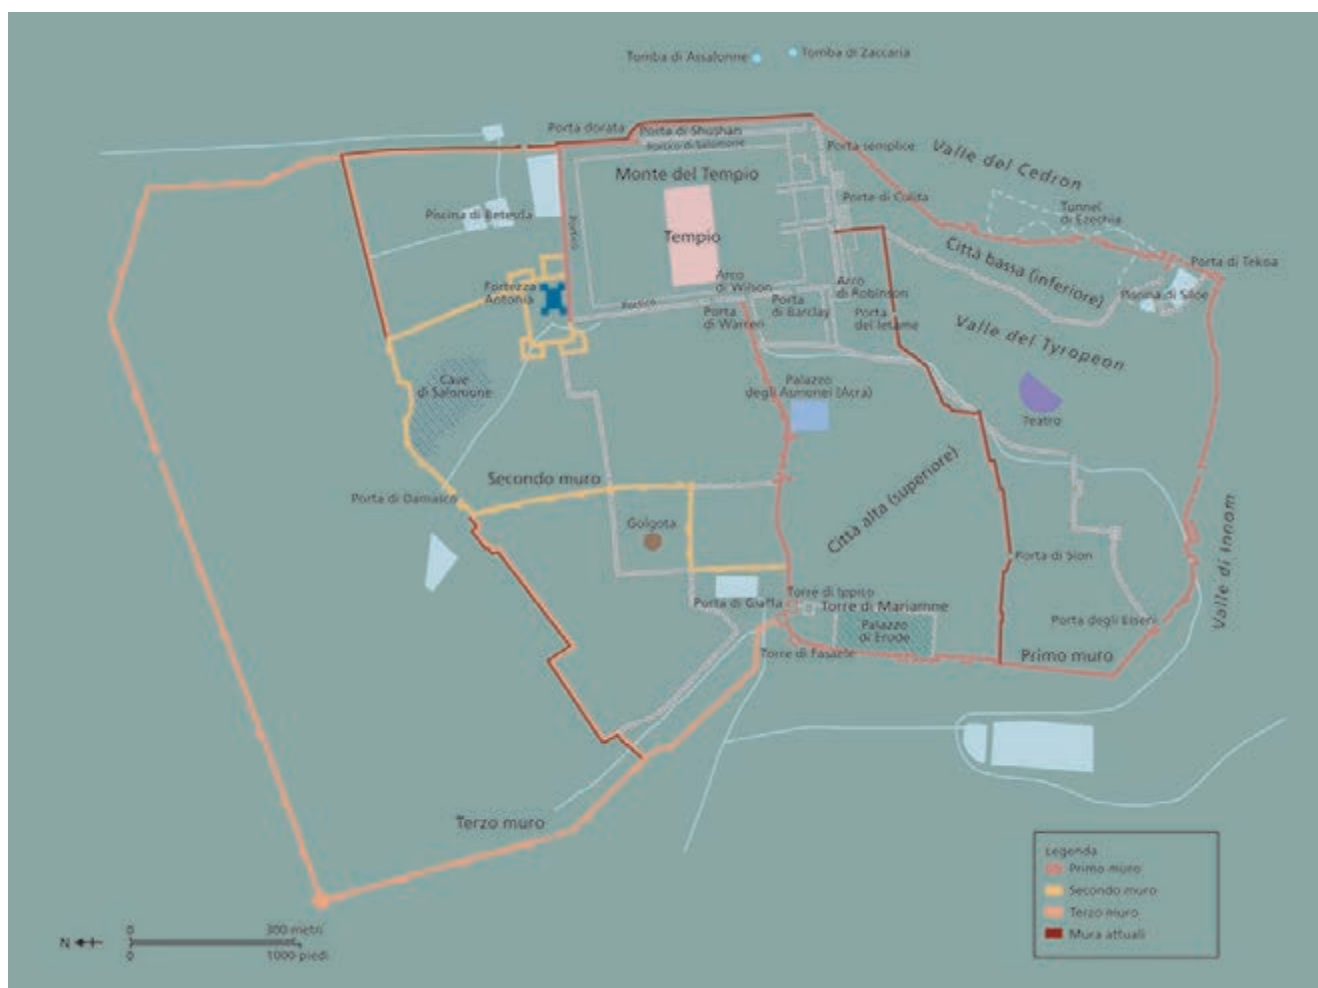 Tomba di Assalonne
Tomba di Zaccaria
Porta dorata
Porta di Shushan
Portico di Salomone
Porta semplice
Valle del Cedron
Monte del Tempio
Porte di Culda
Tunnel
di Ezechia
Piscina di Betesda
Portico
Tempio
Città bassa (inferiore)
Porta di Tekoa
Fortezza
Antonia
Arco
di Wilson
Arco
di Robinson
Piscina di Siloe
Portico
Porta
di Warren
Porta
di Barclay
Porta
del letame
Valle del Tyropeon
Cave
di Salomone
Palazzo
degli Asmonei (Acra)
Teatro
Secondo muro
Porta di Damasco
Golgota
Città alta (superiore)
Valle di Innom
Porta di Sion
Torre di Ippico
Porta di Giaffa
Torre di Mariamne
Palazzo
di Erode
Porta degli Esseni
Torre di Fasaele
Primo muro
Terzo muro
Legenda
Primo muro
Secondo muro
Terzo muro
Mura attuali
N
0 300 metri
0 1000 piedi